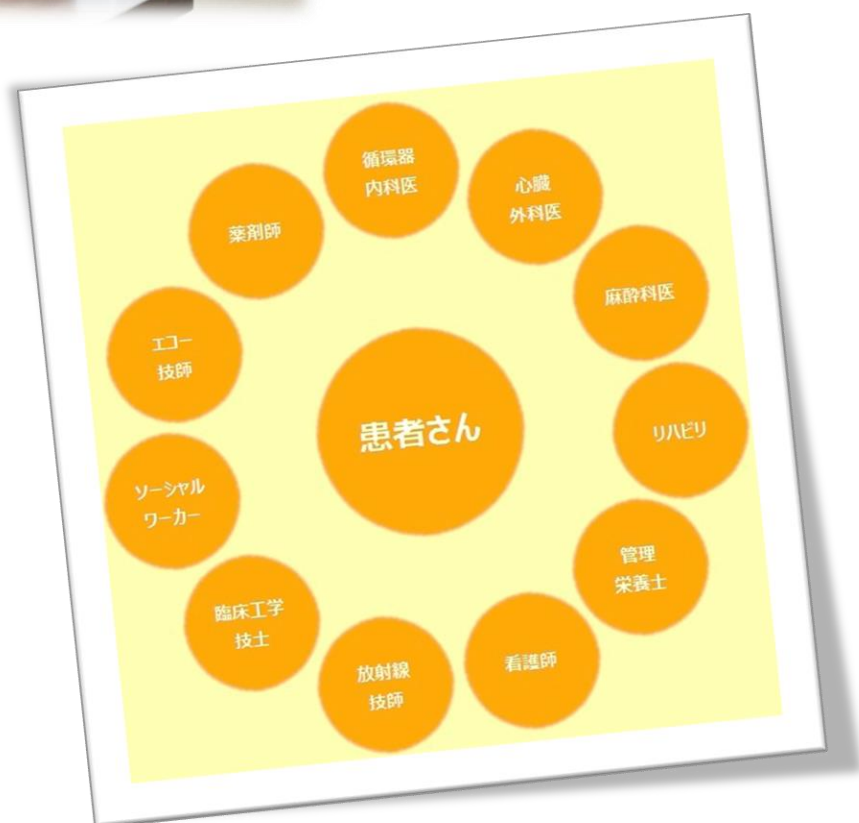 循環器
内科医
心臓
外科医
麻酔科医
リハビリ
管理
栄養士
看護師
放射線
技師
臨床工学
技士
ソーシャル
ワーカー
エコー
技師
薬剤師
患者さん